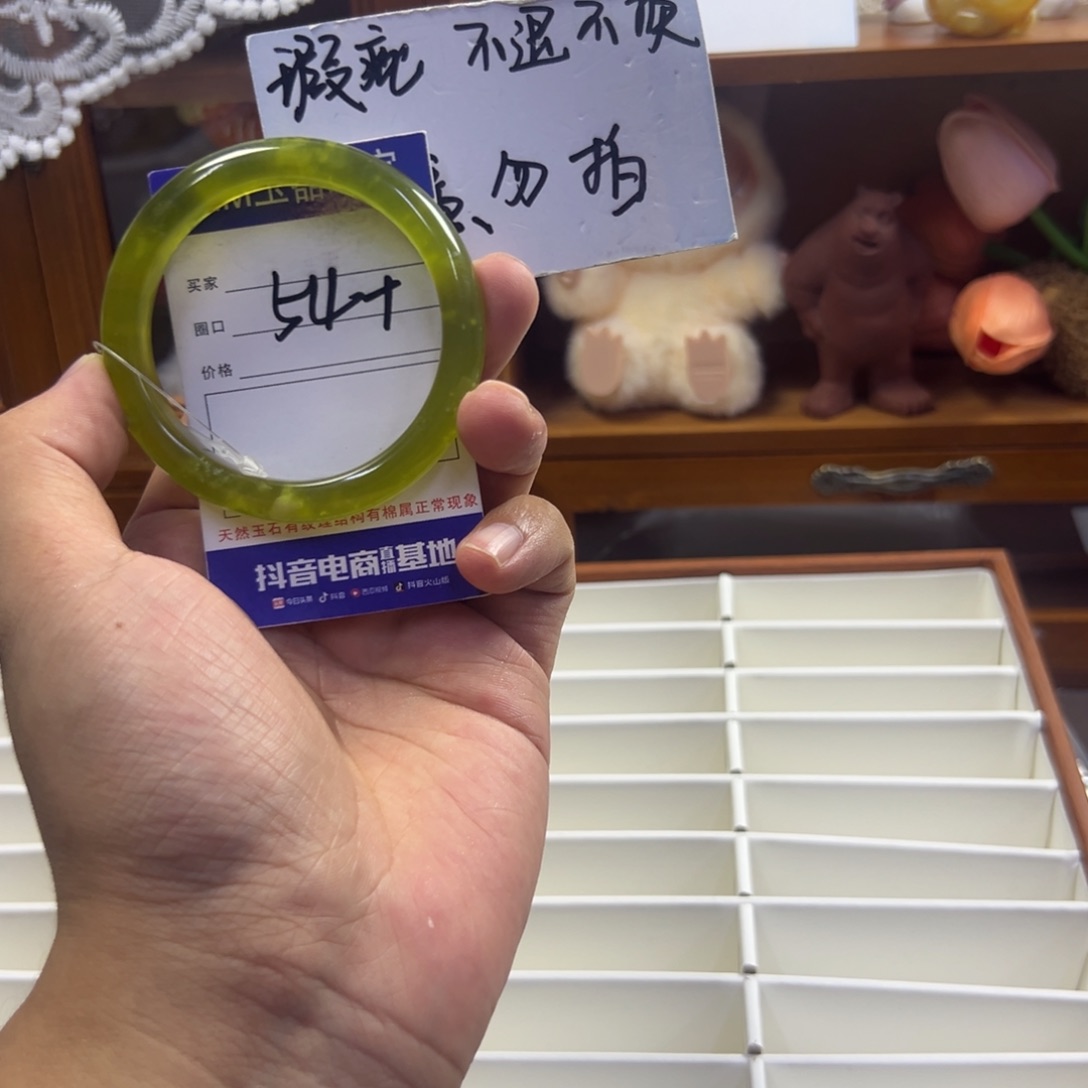 瑕疵 不退不换
勿拍
买家
圈口 54+
价格
天然玉石有纹理结构有棉属正常现象
抖音电商直播基地
今日头条 抖音 西瓜视频 抖音火山版